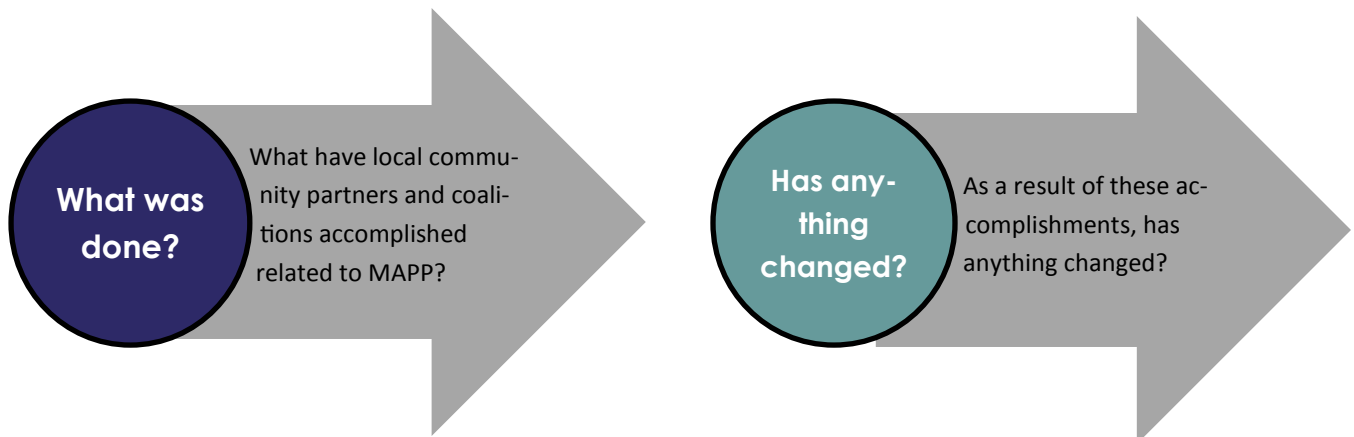 What was
done?
What have local commu-
nity partners and coali-
tions accomplished
related to MAPP?
Has any-
thing
changed?
As a result of these ac-
complishments, has
anything changed?